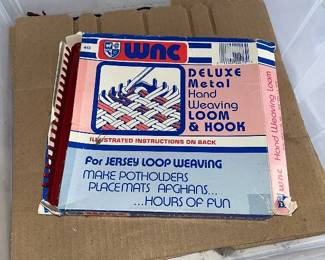 WNC
DELUXE
Metal
Hand
Weaving
LOOM
& HOOK
ILLUSTRATED INSTRUCTIONS ON BACK
For JERSEY LOOP WEAVING
MAKE POTHOLDERS
PLACEMATS AFGHANS...
...HOURS OF FUN
WNC Hand Weaving Loom